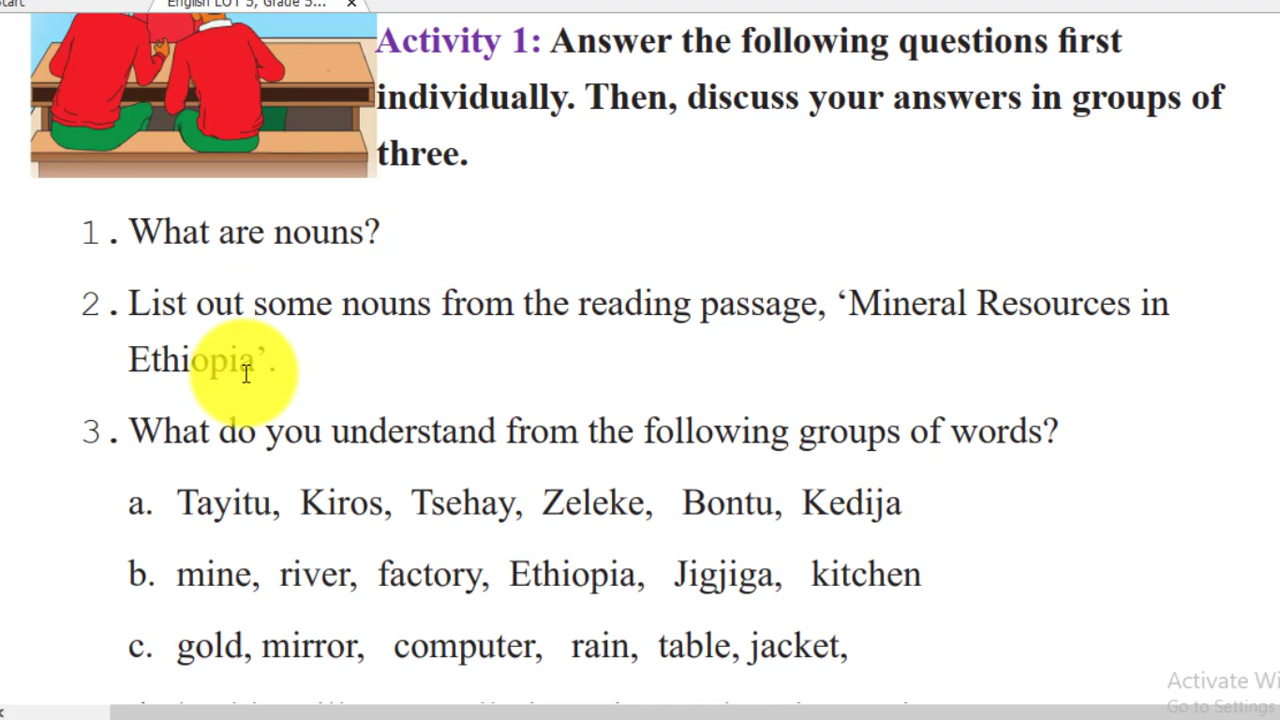 English LOT 5, Grade 5... ×
Activity 1: Answer the following questions first
individually. Then, discuss your answers in groups of
three.
1. What are nouns?
2. List out some nouns from the reading passage, ‘Mineral Resources in
Ethiopia’.
3. What do you understand from the following groups of words?
a. Tayitu, Kiros, Tsehay, Zeleke, Bontu, Kedija
b. mine, river, factory, Ethiopia, Jigjiga, kitchen
c. gold, mirror, computer, rain, table, jacket,
Activate Wi
Go to Settings